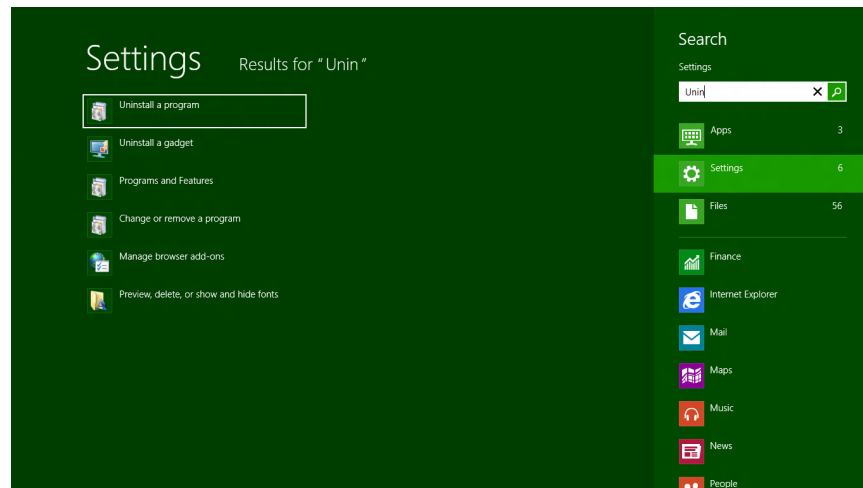 Settings Results for “Unin”
Uninstall a program
Uninstall a gadget
Programs and Features
Change or remove a program
Manage browser add-ons
Preview, delete, or show and hide fonts
Search
Settings
Unin
Apps 3
Settings 6
Files 56
Finance
Internet Explorer
Mail
Maps
Music
News
People